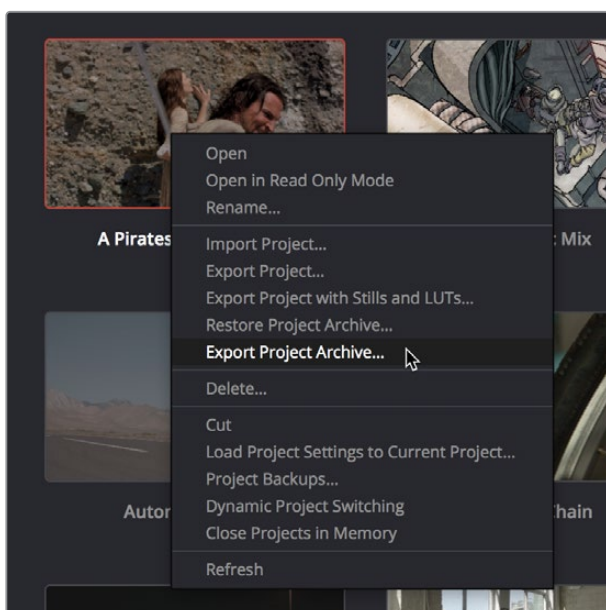 Open
Open in Read Only Mode
Rename...
Import Project...
Export Project...
Export Project with Stills and LUTs...
Restore Project Archive...
A Pirates
: Mix
Export Project Archive...
Delete...
Cut
Load Project Settings to Current Project...
Project Backups...
Dynamic Project Switching
Autor
Chain
Close Projects in Memory
Refresh